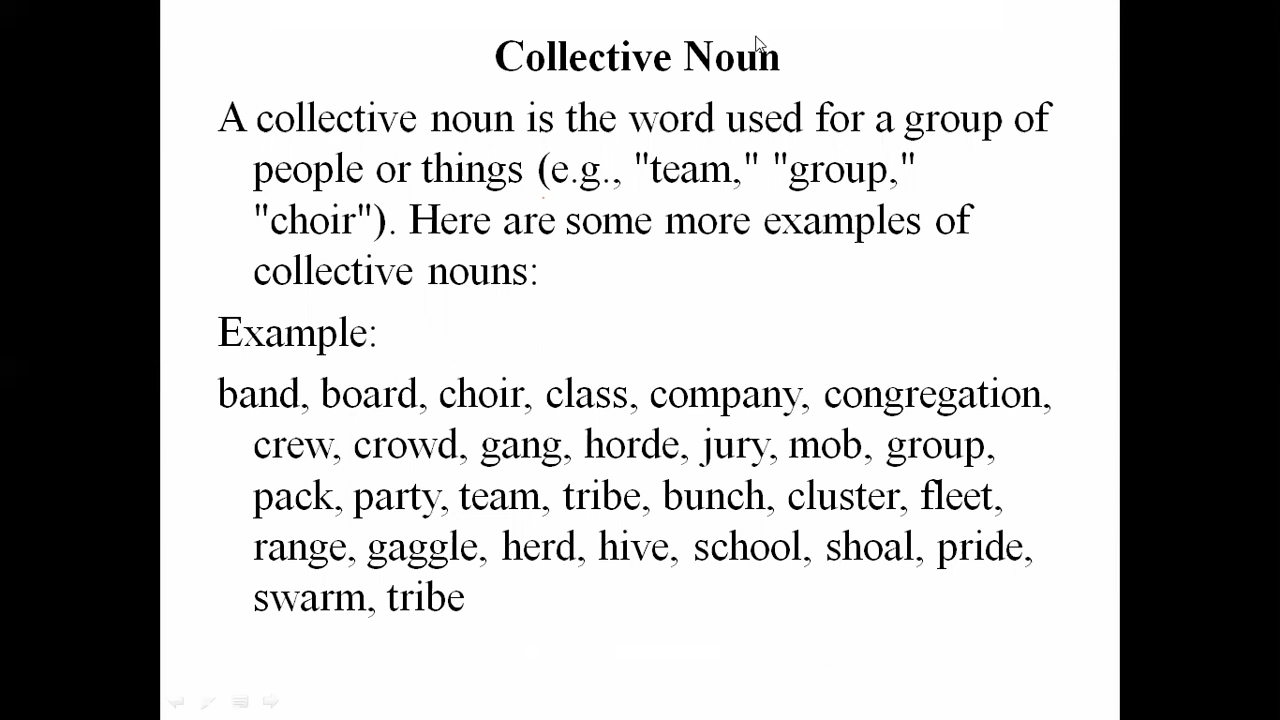 Collective Noun
A collective noun is the word used for a group of
people or things (e.g., "team," "group,"
"choir"). Here are some more examples of
collective nouns:
Example:
band, board, choir, class, company, congregation,
crew, crowd, gang, horde, jury, mob, group,
pack, party, team, tribe, bunch, cluster, fleet,
range, gaggle, herd, hive, school, shoal, pride,
swarm, tribe